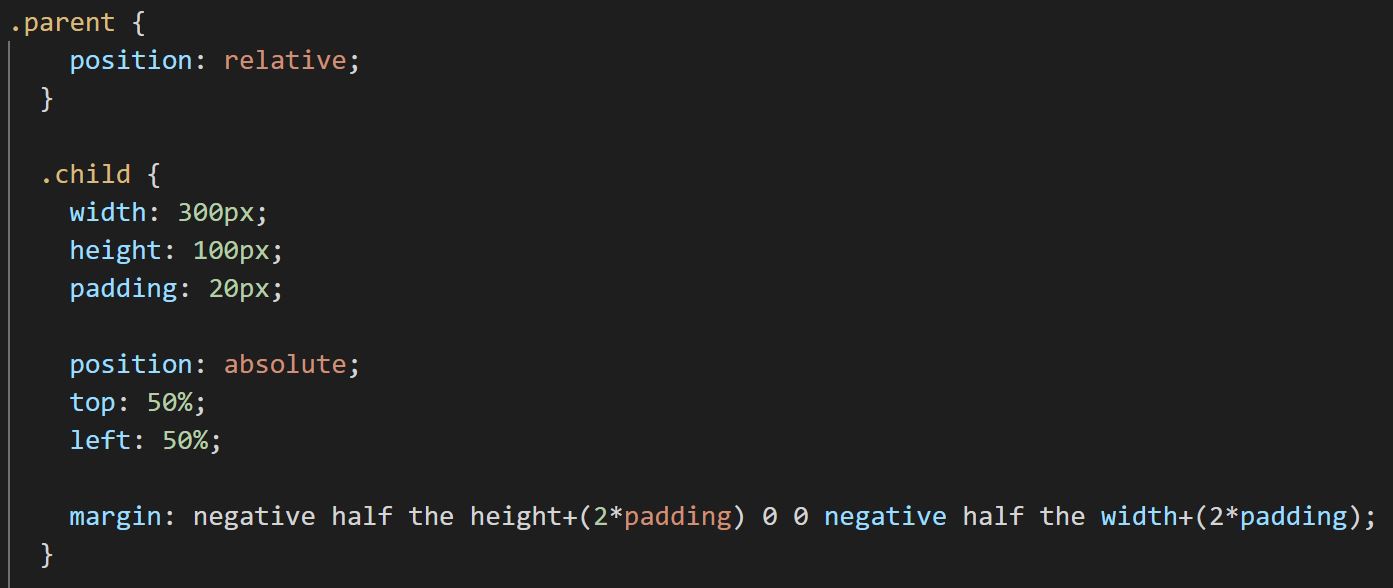 .parent {
position: relative;
}
.child {
width: 300px;
height: 100px;
padding: 20px;
position: absolute;
top: 50%;
left: 50%;
margin: negative half the height+(2*padding) 0 0 negative half the width+(2*padding);
}